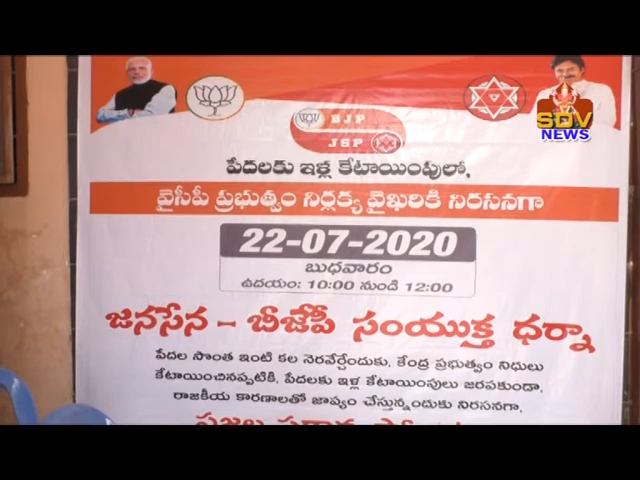 SDV
NEWS
BJP
JSP
పేదలకు ఇళ్ల కేటాయింపులో,
వైసీపీ ప్రభుత్వం నిర్లక్ష్య వైఖరికి నిరసనగా
22-07-2020
బుధవారం
ఉదయం: 10:00 నుండి 12:00
జనసేన - బీజేపీ సంయుక్త ధర్నా
పేదల సొంత ఇంటి కల నెరవేర్చేందుకు, కేంద్ర ప్రభుత్వం నిధులు
కేటాయించినప్పటికీ, పేదలకు ఇళ్ల కేటాయింపులు జరపకుండా,
రాజకీయ కారణాలతో జాప్యం చేస్తున్నందుకు నిరసనగా,